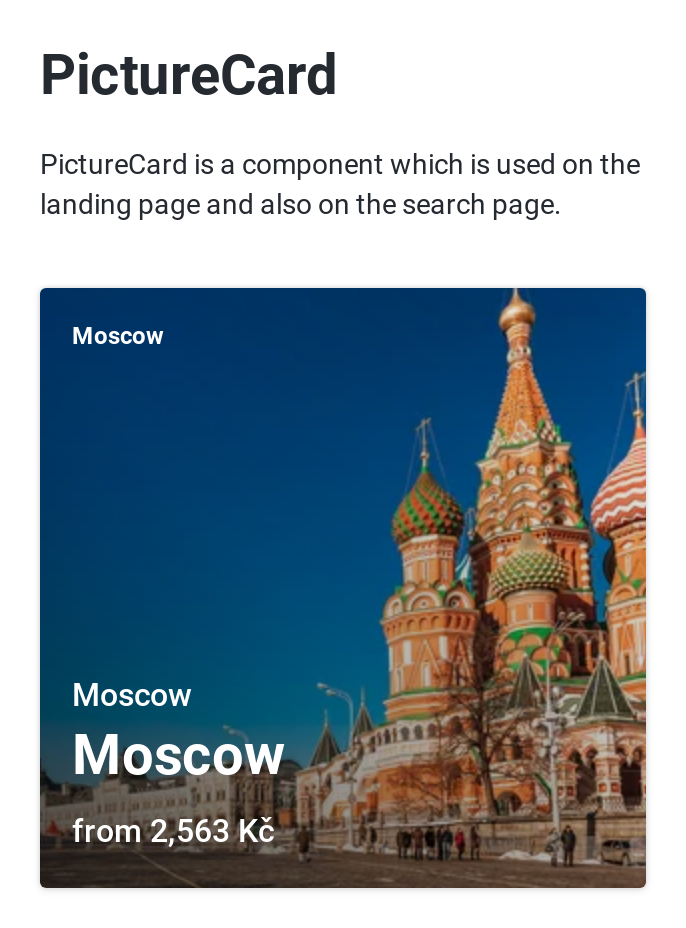 PictureCard
PictureCard is a component which is used on the
landing page and also on the search page.
Moscow
Moscow
Moscow
from 2,563 Kč